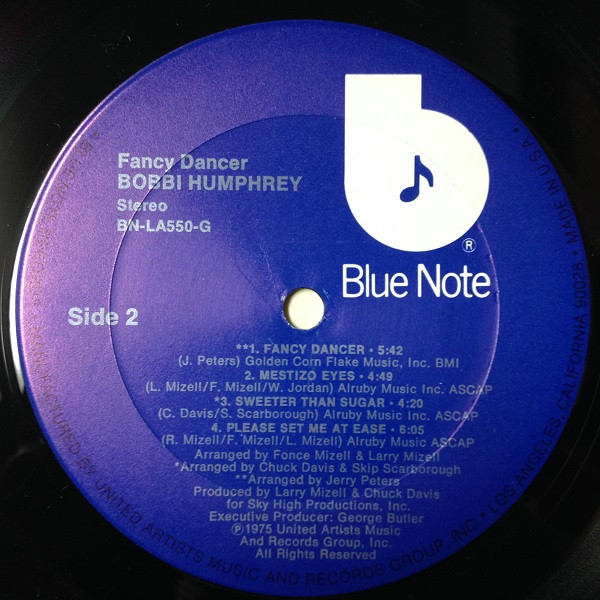 Fancy Dancer
BOBBI HUMPHREY
Stereo
BN-LA550-G
b
®
Blue Note
Side 2
**1. FANCY DANCER • 5:42
(J. Peters) Golden Corn Flake Music, Inc. BMI
2. MESTIZO EYES • 4:49
(L. Mizell/F. Mizell/W. Jordan) Alruby Music Inc. ASCAP
*3. SWEETER THAN SUGAR • 4:20
(C. Davis/S. Scarborough) Alruby Music Inc. ASCAP
4. PLEASE SET ME AT EASE • 6:05
(R. Mizell/F. Mizell/L. Mizell) Alruby Music ASCAP
Arranged by Fonce Mizell & Larry Mizell
*Arranged by Chuck Davis & Skip Scarborough
**Arranged by Jerry Peters
Produced by Larry Mizell & Chuck Davis
for Sky High Productions, Inc.
Executive Producer: George Butler
℗1975 United Artists Music
And Records Group, Inc.
All Rights Reserved
MANUFACTURED BY UNITED ARTISTS MUSIC AND RECORDS GROUP, INC. • LOS ANGELES, CALIFORNIA 90028 • MADE IN U.S.A. •